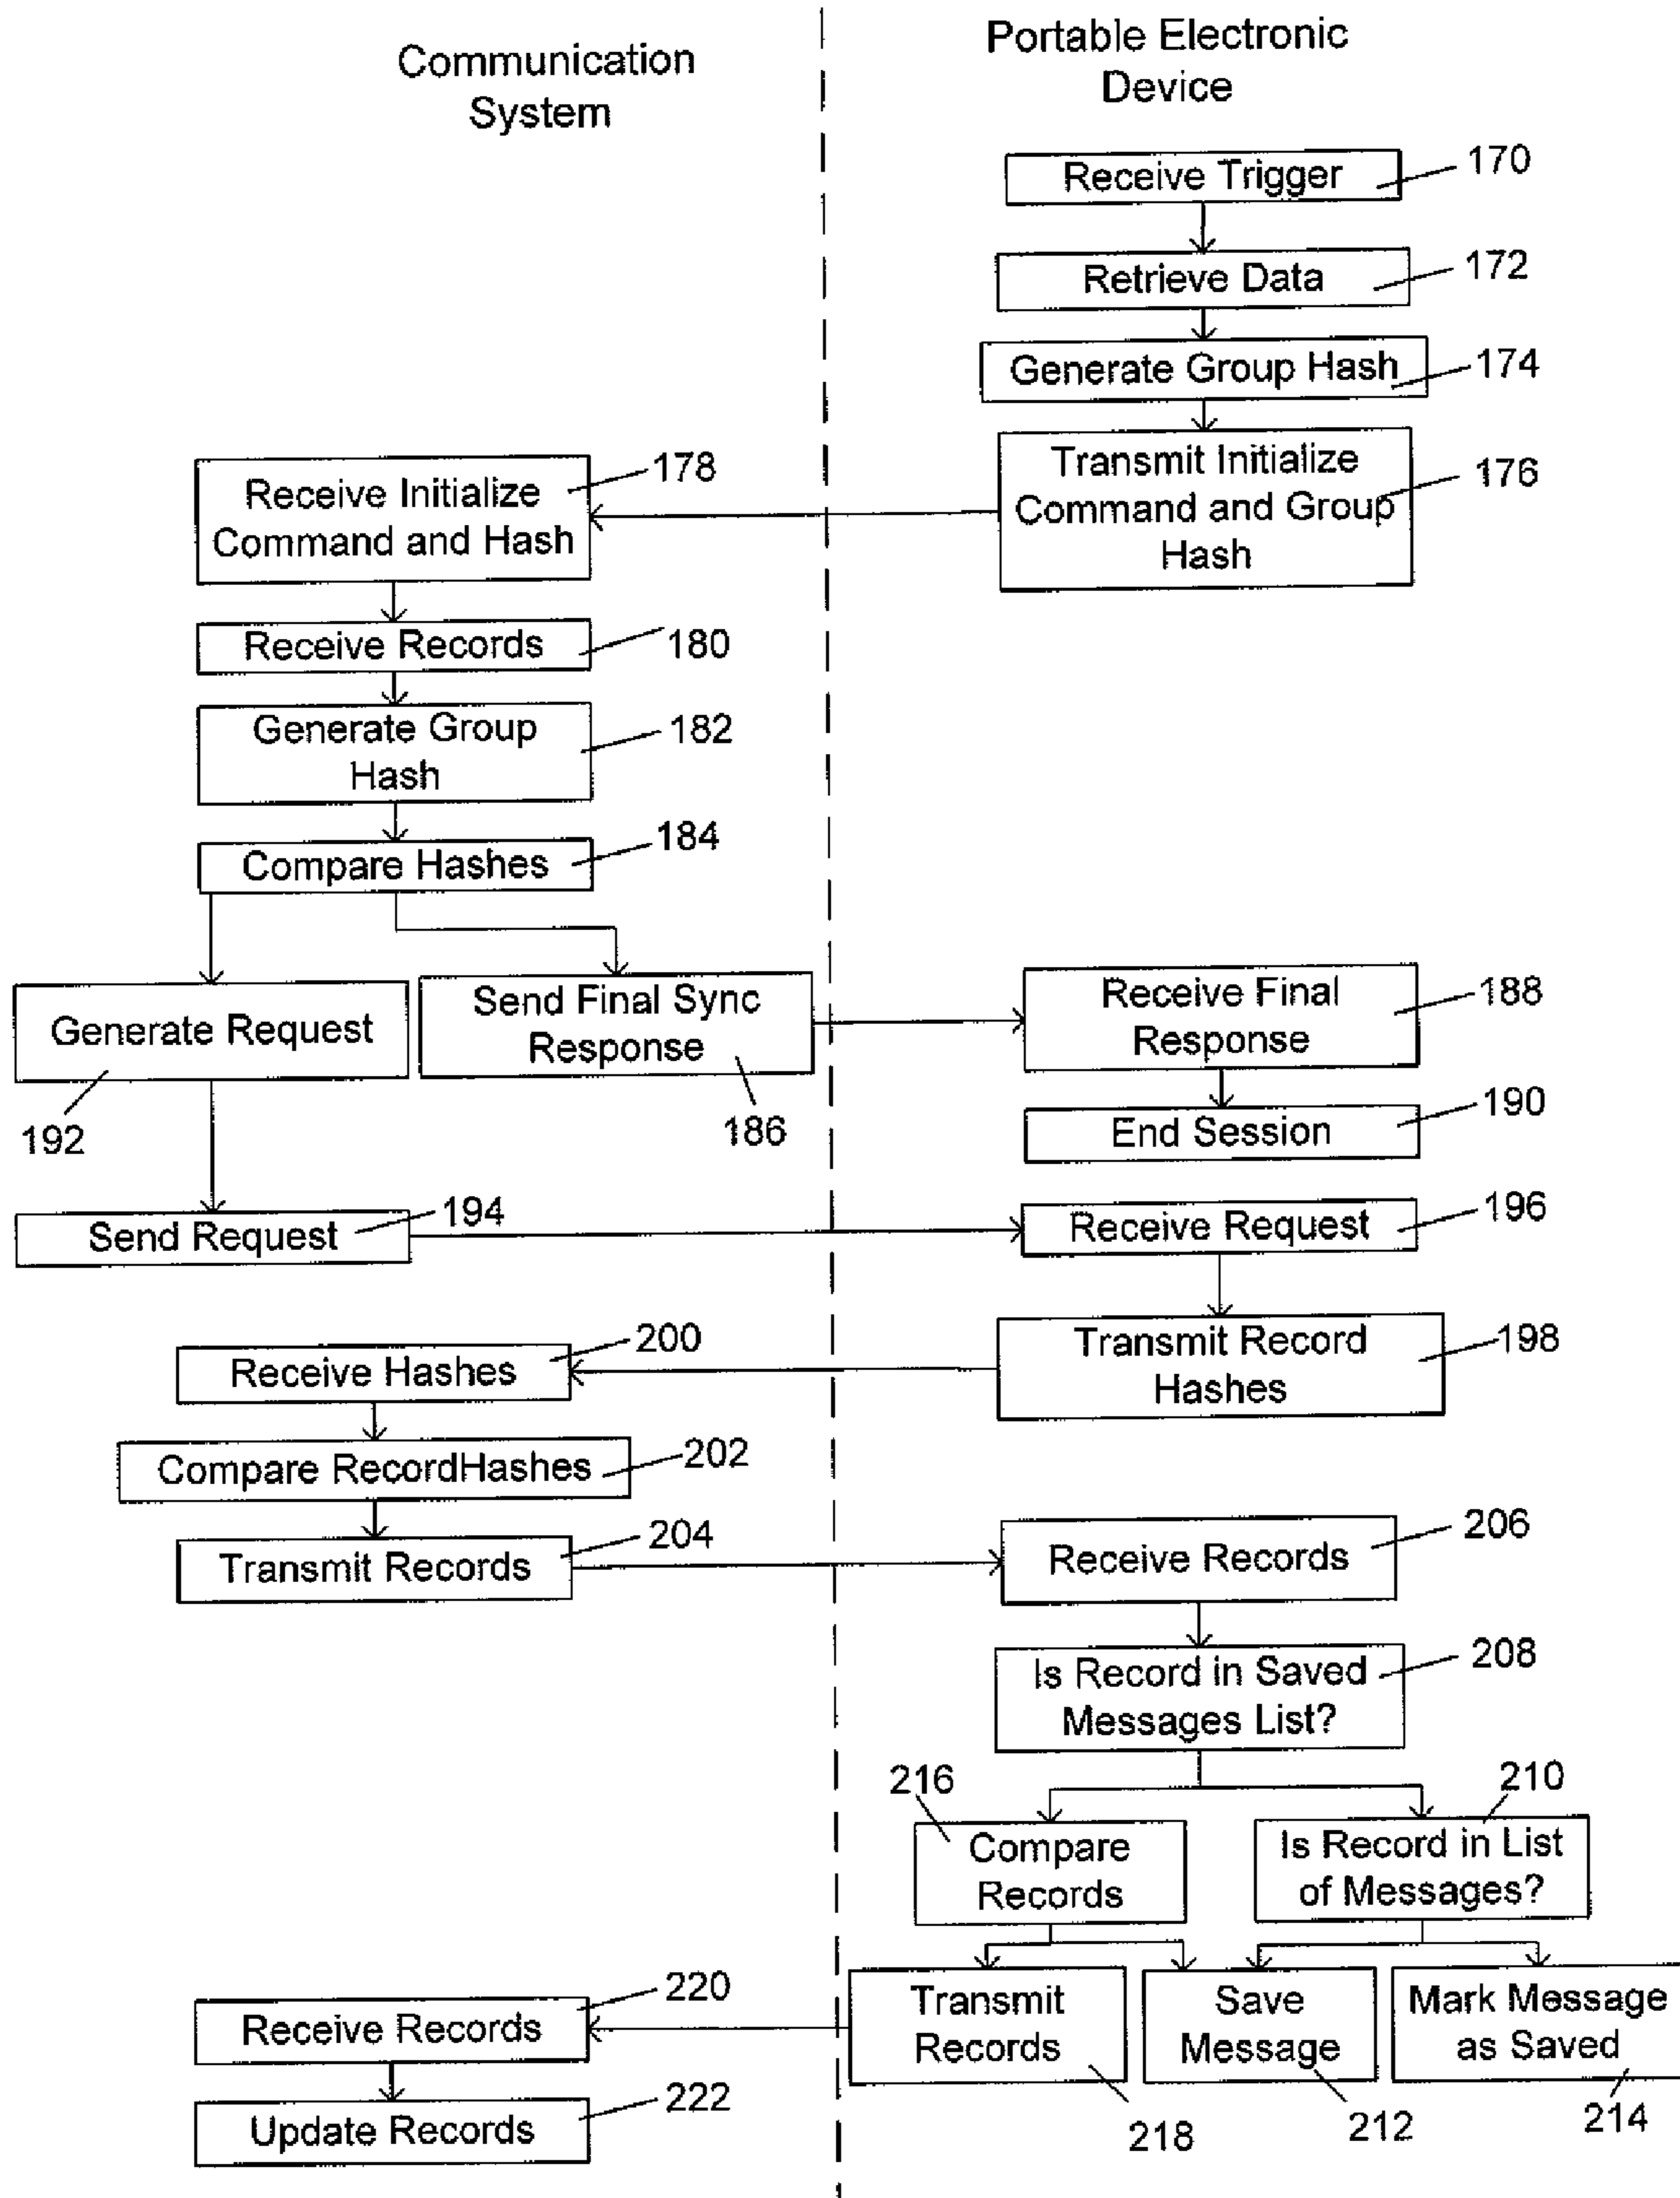 Communication
System
Portable Electronic
Device
Receive Trigger
170
Retrieve Data
172
Generate Group Hash
174
Transmit Initialize
Command and Group
Hash
176
Receive Initialize
Command and Hash
178
Receive Records
180
Generate Group
Hash
182
Compare Hashes
184
Generate Request
192
Send Final Sync
Response
186
Receive Final
Response
188
End Session
190
Send Request
194
Receive Request
196
Transmit Record
Hashes
198
Receive Hashes
200
Compare RecordHashes
202
Transmit Records
204
Receive Records
206
Is Record in Saved
Messages List?
208
216
Compare
Records
210
Is Record in List
of Messages?
Transmit
Records
218
Save
Message
212
Mark Message
as Saved
214
Receive Records
220
Update Records
222